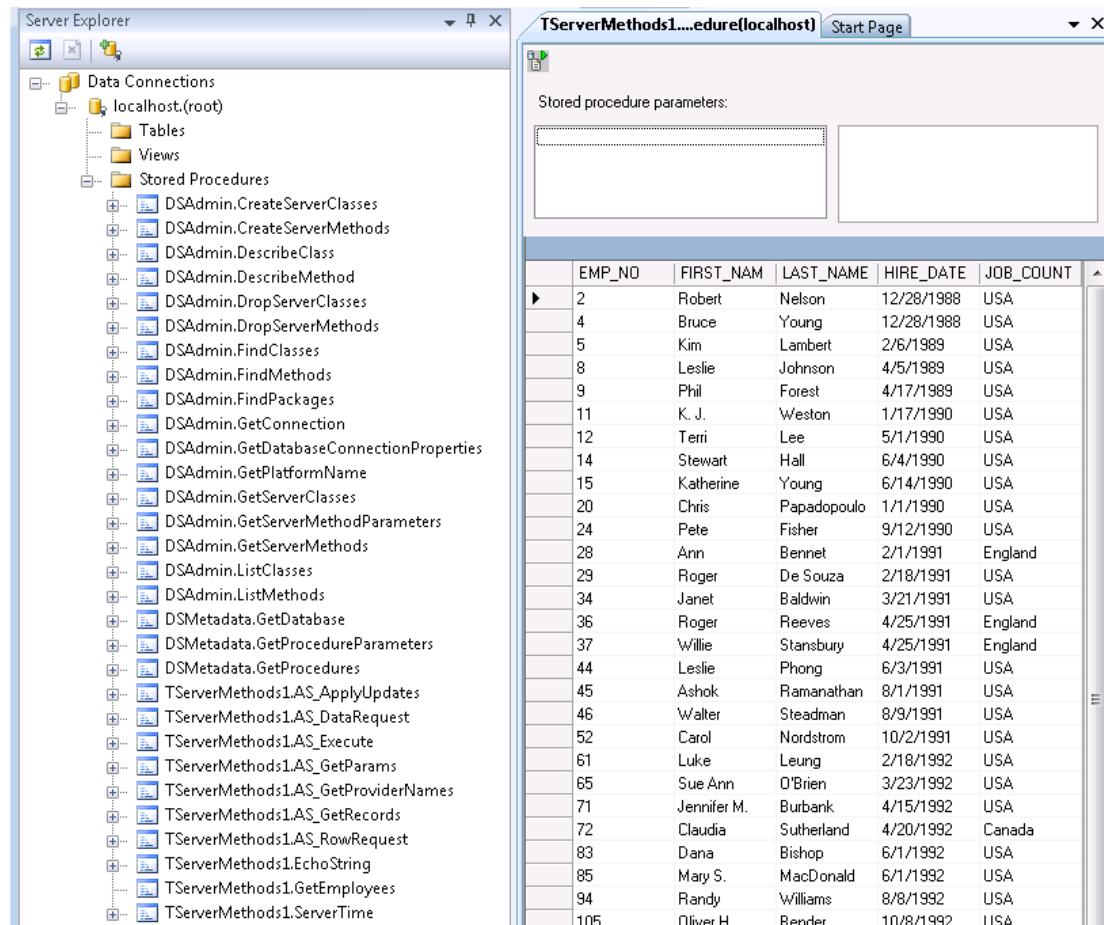 Server Explorer
Data Connections
localhost.(root)
Tables
Views
Stored Procedures
DSAdmin.CreateServerClasses
DSAdmin.CreateServerMethods
DSAdmin.DescribeClass
DSAdmin.DescribeMethod
DSAdmin.DropServerClasses
DSAdmin.DropServerMethods
DSAdmin.FindClasses
DSAdmin.FindMethods
DSAdmin.FindPackages
DSAdmin.GetConnection
DSAdmin.GetDatabaseConnectionProperties
DSAdmin.GetPlatformName
DSAdmin.GetServerClasses
DSAdmin.GetServerMethodParameters
DSAdmin.GetServerMethods
DSAdmin.ListClasses
DSAdmin.ListMethods
DSMetadata.GetDatabase
DSMetadata.GetProcedureParameters
DSMetadata.GetProcedures
TServerMethods1.AS_ApplyUpdates
TServerMethods1.AS_DataRequest
TServerMethods1.AS_Execute
TServerMethods1.AS_GetParams
TServerMethods1.AS_GetProviderNames
TServerMethods1.AS_GetRecords
TServerMethods1.AS_RowRequest
TServerMethods1.EchoString
TServerMethods1.GetEmployees
TServerMethods1.ServerTime
TServerMethods1....edure(localhost) Start Page
Stored procedure parameters:
EMP_NO FIRST_NAM LAST_NAME HIRE_DATE JOB_COUNT
2 Robert Nelson 12/28/1988 USA
4 Bruce Young 12/28/1988 USA
5 Kim Lambert 2/6/1989 USA
8 Leslie Johnson 4/5/1989 USA
9 Phil Forest 4/17/1989 USA
11 K. J. Weston 1/17/1990 USA
12 Terri Lee 5/1/1990 USA
14 Stewart Hall 6/4/1990 USA
15 Katherine Young 6/14/1990 USA
20 Chris Papadopoulo 1/1/1990 USA
24 Pete Fisher 9/12/1990 USA
28 Ann Bennet 2/1/1991 England
29 Roger De Souza 2/18/1991 USA
34 Janet Baldwin 3/21/1991 USA
36 Roger Reeves 4/25/1991 England
37 Willie Stansbury 4/25/1991 England
44 Leslie Phong 6/3/1991 USA
45 Ashok Ramanathan 8/1/1991 USA
46 Walter Steadman 8/9/1991 USA
52 Carol Nordstrom 10/2/1991 USA
61 Luke Leung 2/18/1992 USA
65 Sue Ann O'Brien 3/23/1992 USA
71 Jennifer M. Burbank 4/15/1992 USA
72 Claudia Sutherland 4/20/1992 Canada
83 Dana Bishop 6/1/1992 USA
85 Mary S. MacDonald 6/1/1992 USA
94 Randy Williams 8/8/1992 USA
105 Oliver H. Bender 10/8/1992 USA